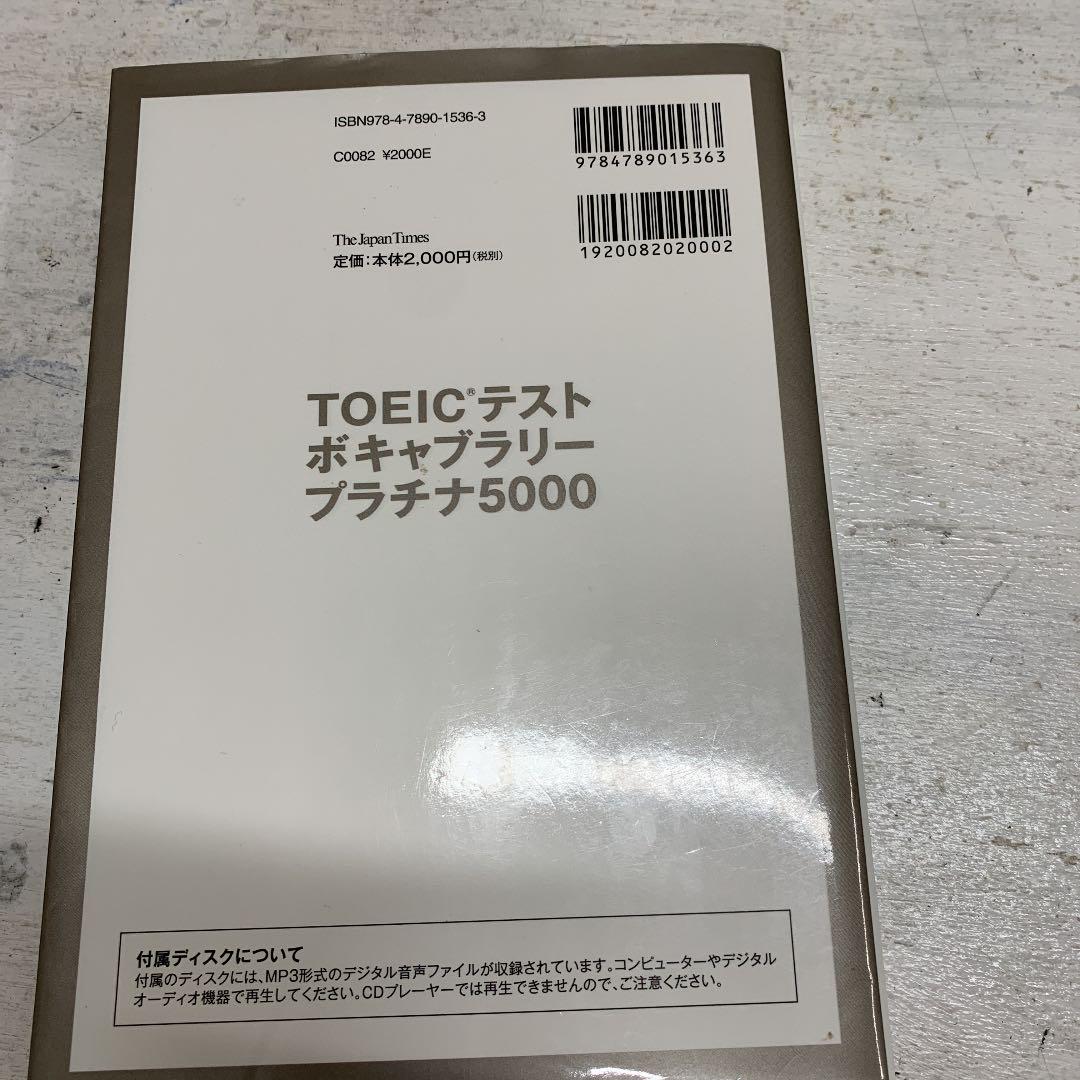 ISBN978-4-7890-1536-3
C0082 ¥2000E
9784789015363
1920082020002
The Japan Times
定価:本体2,000円(税別)
TOEIC®テスト
ボキャブラリー
プラチナ5000
付属ディスクについて
付属のディスクには、MP3形式のデジタル音声ファイルが収録されています。コンピューターやデジタル
オーディオ機器で再生してください。CDプレーヤーでは再生できませんので、ご注意ください。